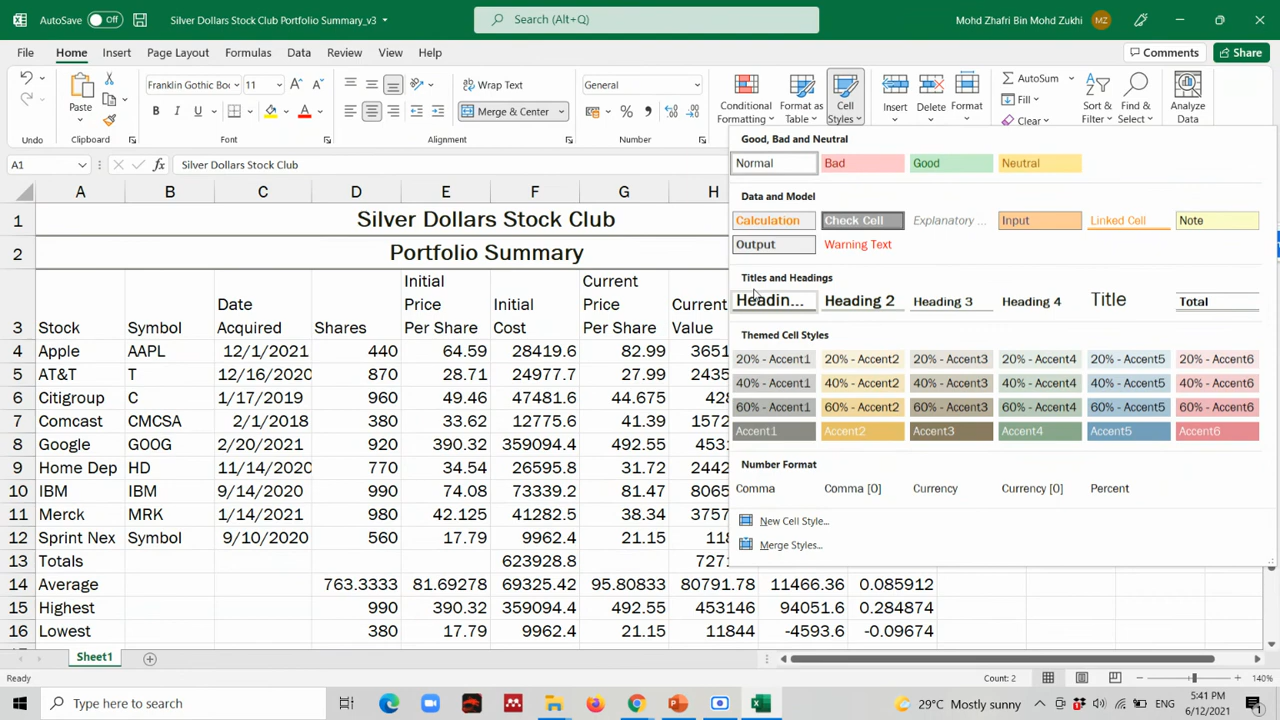 AutoSave Off Silver Dollars Stock Club Portfolio Summary_v3 Search (Alt+Q) Mohd Zhafri Bin Mohd Zukhi MZ
File Home Insert Page Layout Formulas Data Review View Help Comments Share
Franklin Gothic Bo 11 Wrap Text General AutoSum
Paste Merge & Center Conditional Formatting Format as Table Cell Styles Insert Delete Format Fill Sort & Filter Find & Select Analyze Data
Clear
Undo Clipboard Font Alignment Number
A1 Silver Dollars Stock Club
Good, Bad and Neutral
Normal Bad Good Neutral
Data and Model
Calculation Check Cell Explanatory ... Input Linked Cell Note
Output Warning Text
Titles and Headings
Headin... Heading 2 Heading 3 Heading 4 Title Total
Themed Cell Styles
20% - Accent1 20% - Accent2 20% - Accent3 20% - Accent4 20% - Accent5 20% - Accent6
40% - Accent1 40% - Accent2 40% - Accent3 40% - Accent4 40% - Accent5 40% - Accent6
60% - Accent1 60% - Accent2 60% - Accent3 60% - Accent4 60% - Accent5 60% - Accent6
Accent1 Accent2 Accent3 Accent4 Accent5 Accent6
Number Format
Comma Comma [0] Currency Currency [0] Percent
New Cell Style...
Merge Styles...
A B C D E F G H
1 Silver Dollars Stock Club
2 Portfolio Summary
3 Stock Symbol Date Acquired Shares Initial Price Per Share Initial Cost Current Price Per Share Current Value
4 Apple AAPL 12/1/2021 440 64.59 28419.6 82.99 3651
5 AT&T T 12/16/2020 870 28.71 24977.7 27.99 2435
6 Citigroup C 1/17/2019 960 49.46 47481.6 44.675 428
7 Comcast CMCSA 2/1/2018 380 33.62 12775.6 41.39 1572
8 Google GOOG 2/20/2021 920 390.32 359094.4 492.55 4531
9 Home Dep HD 11/14/2020 770 34.54 26595.8 31.72 2442
10 IBM IBM 9/14/2020 990 74.08 73339.2 81.47 8065
11 Merck MRK 1/14/2021 980 42.125 41282.5 38.34 3757
12 Sprint Nex Symbol 9/10/2020 560 17.79 9962.4 21.15 118
13 Totals 623928.8 7271
14 Average 763.3333 81.69278 69325.42 95.80833 80791.78 11466.36 0.085912
15 Highest 990 390.32 359094.4 492.55 453146 94051.6 0.284874
16 Lowest 380 17.79 9962.4 21.15 11844 -4593.6 -0.09674
Sheet1
Ready Count: 2 140%
Type here to search 29°C Mostly sunny ENG 5:41 PM
6/12/2021